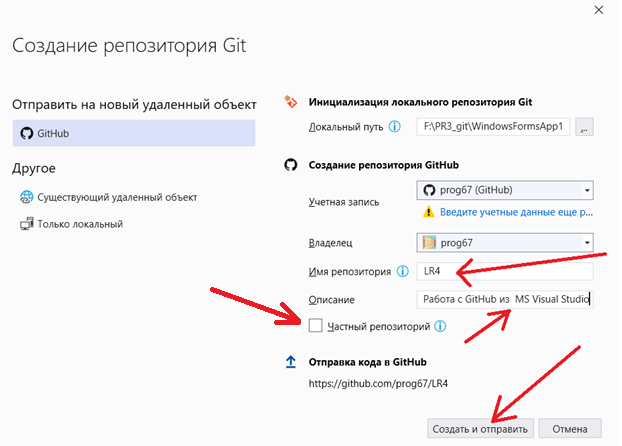 Создание репозитория Git
Отправить на новый удаленный объект
GitHub
Другое
Существующий удаленный объект
Только локальный
Инициализация локального репозитория Git
Локальный путь F:\PR3_git\WindowsFormsApp1 ...
Создание репозитория GitHub
Учетная запись prog67 (GitHub)
Введите учетные данные еще р...
Владелец prog67
Имя репозитория LR4
Описание Работа с GitHub из MS Visual Studio
Частный репозиторий
Отправка кода в GitHub
https://github.com/prog67/LR4
Создать и отправить Отмена